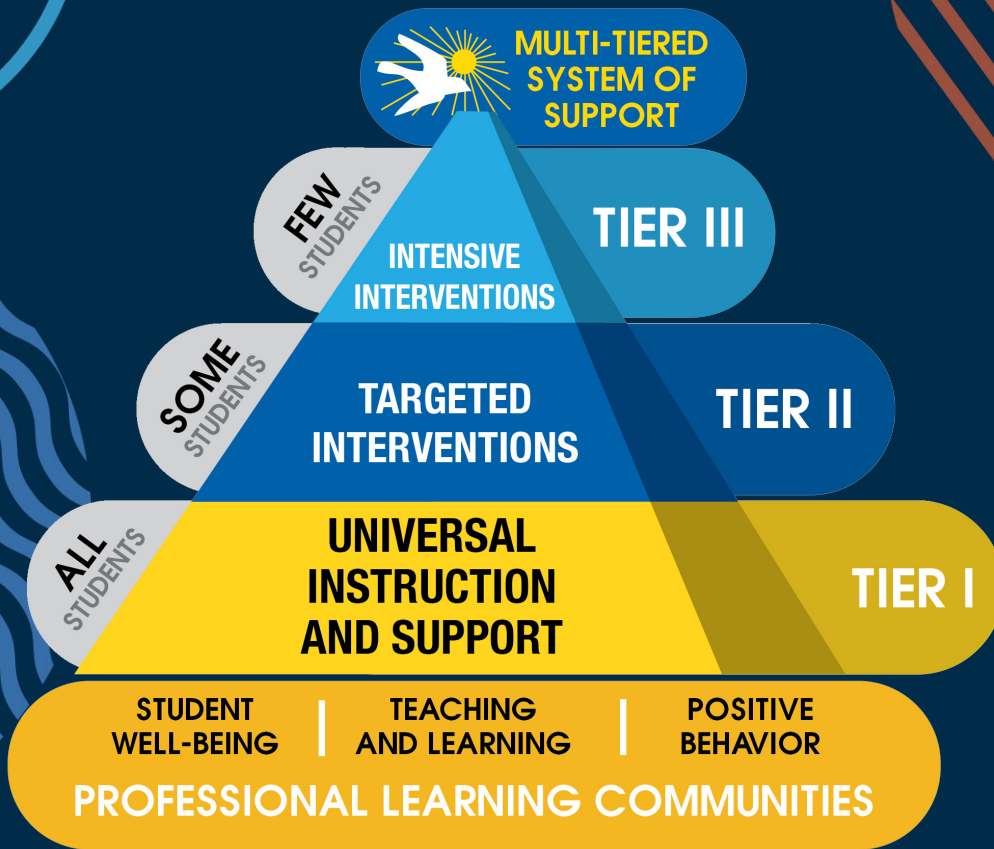 MULTI-TIERED
SYSTEM OF
SUPPORT
FEW
STUDENTS
INTENSIVE
INTERVENTIONS
TIER III
SOME
STUDENTS
TARGETED
INTERVENTIONS
TIER II
ALL
STUDENTS
UNIVERSAL
INSTRUCTION
AND SUPPORT
TIER I
STUDENT
WELL-BEING
TEACHING
AND LEARNING
POSITIVE
BEHAVIOR
PROFESSIONAL LEARNING COMMUNITIES